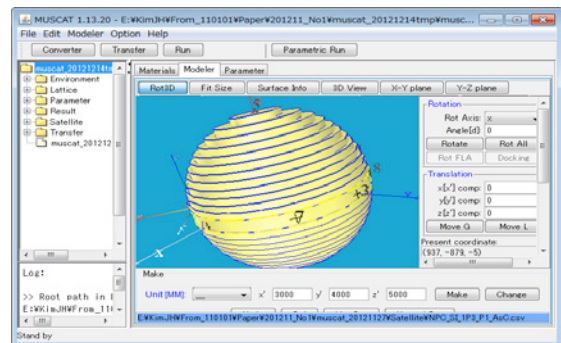 MUSCAT 1.13.20 - E:¥KimJH¥From_110101¥Paper¥201211_No1¥muscat_20121214tmp¥musc...
File Edit Modeler Option Help
Converter Transfer Run Parametric Run
muscat_20121214tm
Environment
Lattice
Parameter
Result
Satellite
Transfer
muscat_201212
Materials Modeler Parameter
Rot3D Fit Size Surface Info 3D View X-Y plane Y-Z plane
Rotation
Rot Axis: x
Angle[d] 0
Rotate Rot All
Rot FLA Docking
Translation
x[x'] comp: 0
y[y'] comp: 0
z[z'] comp: 0
Move G Move L
Present coordinate:
(937, -879, -5)
Make
Unit [MM]: x' 3000 y' 4000 z' 5000 Make Change
Log:
>> Root path in
E:¥KimJH¥From_11
E:¥KimJH¥From_110101¥Paper¥201211_No1¥muscat_20121127¥Satellite¥NPC_SI_1P3_P1_AsC.csv
Stand by